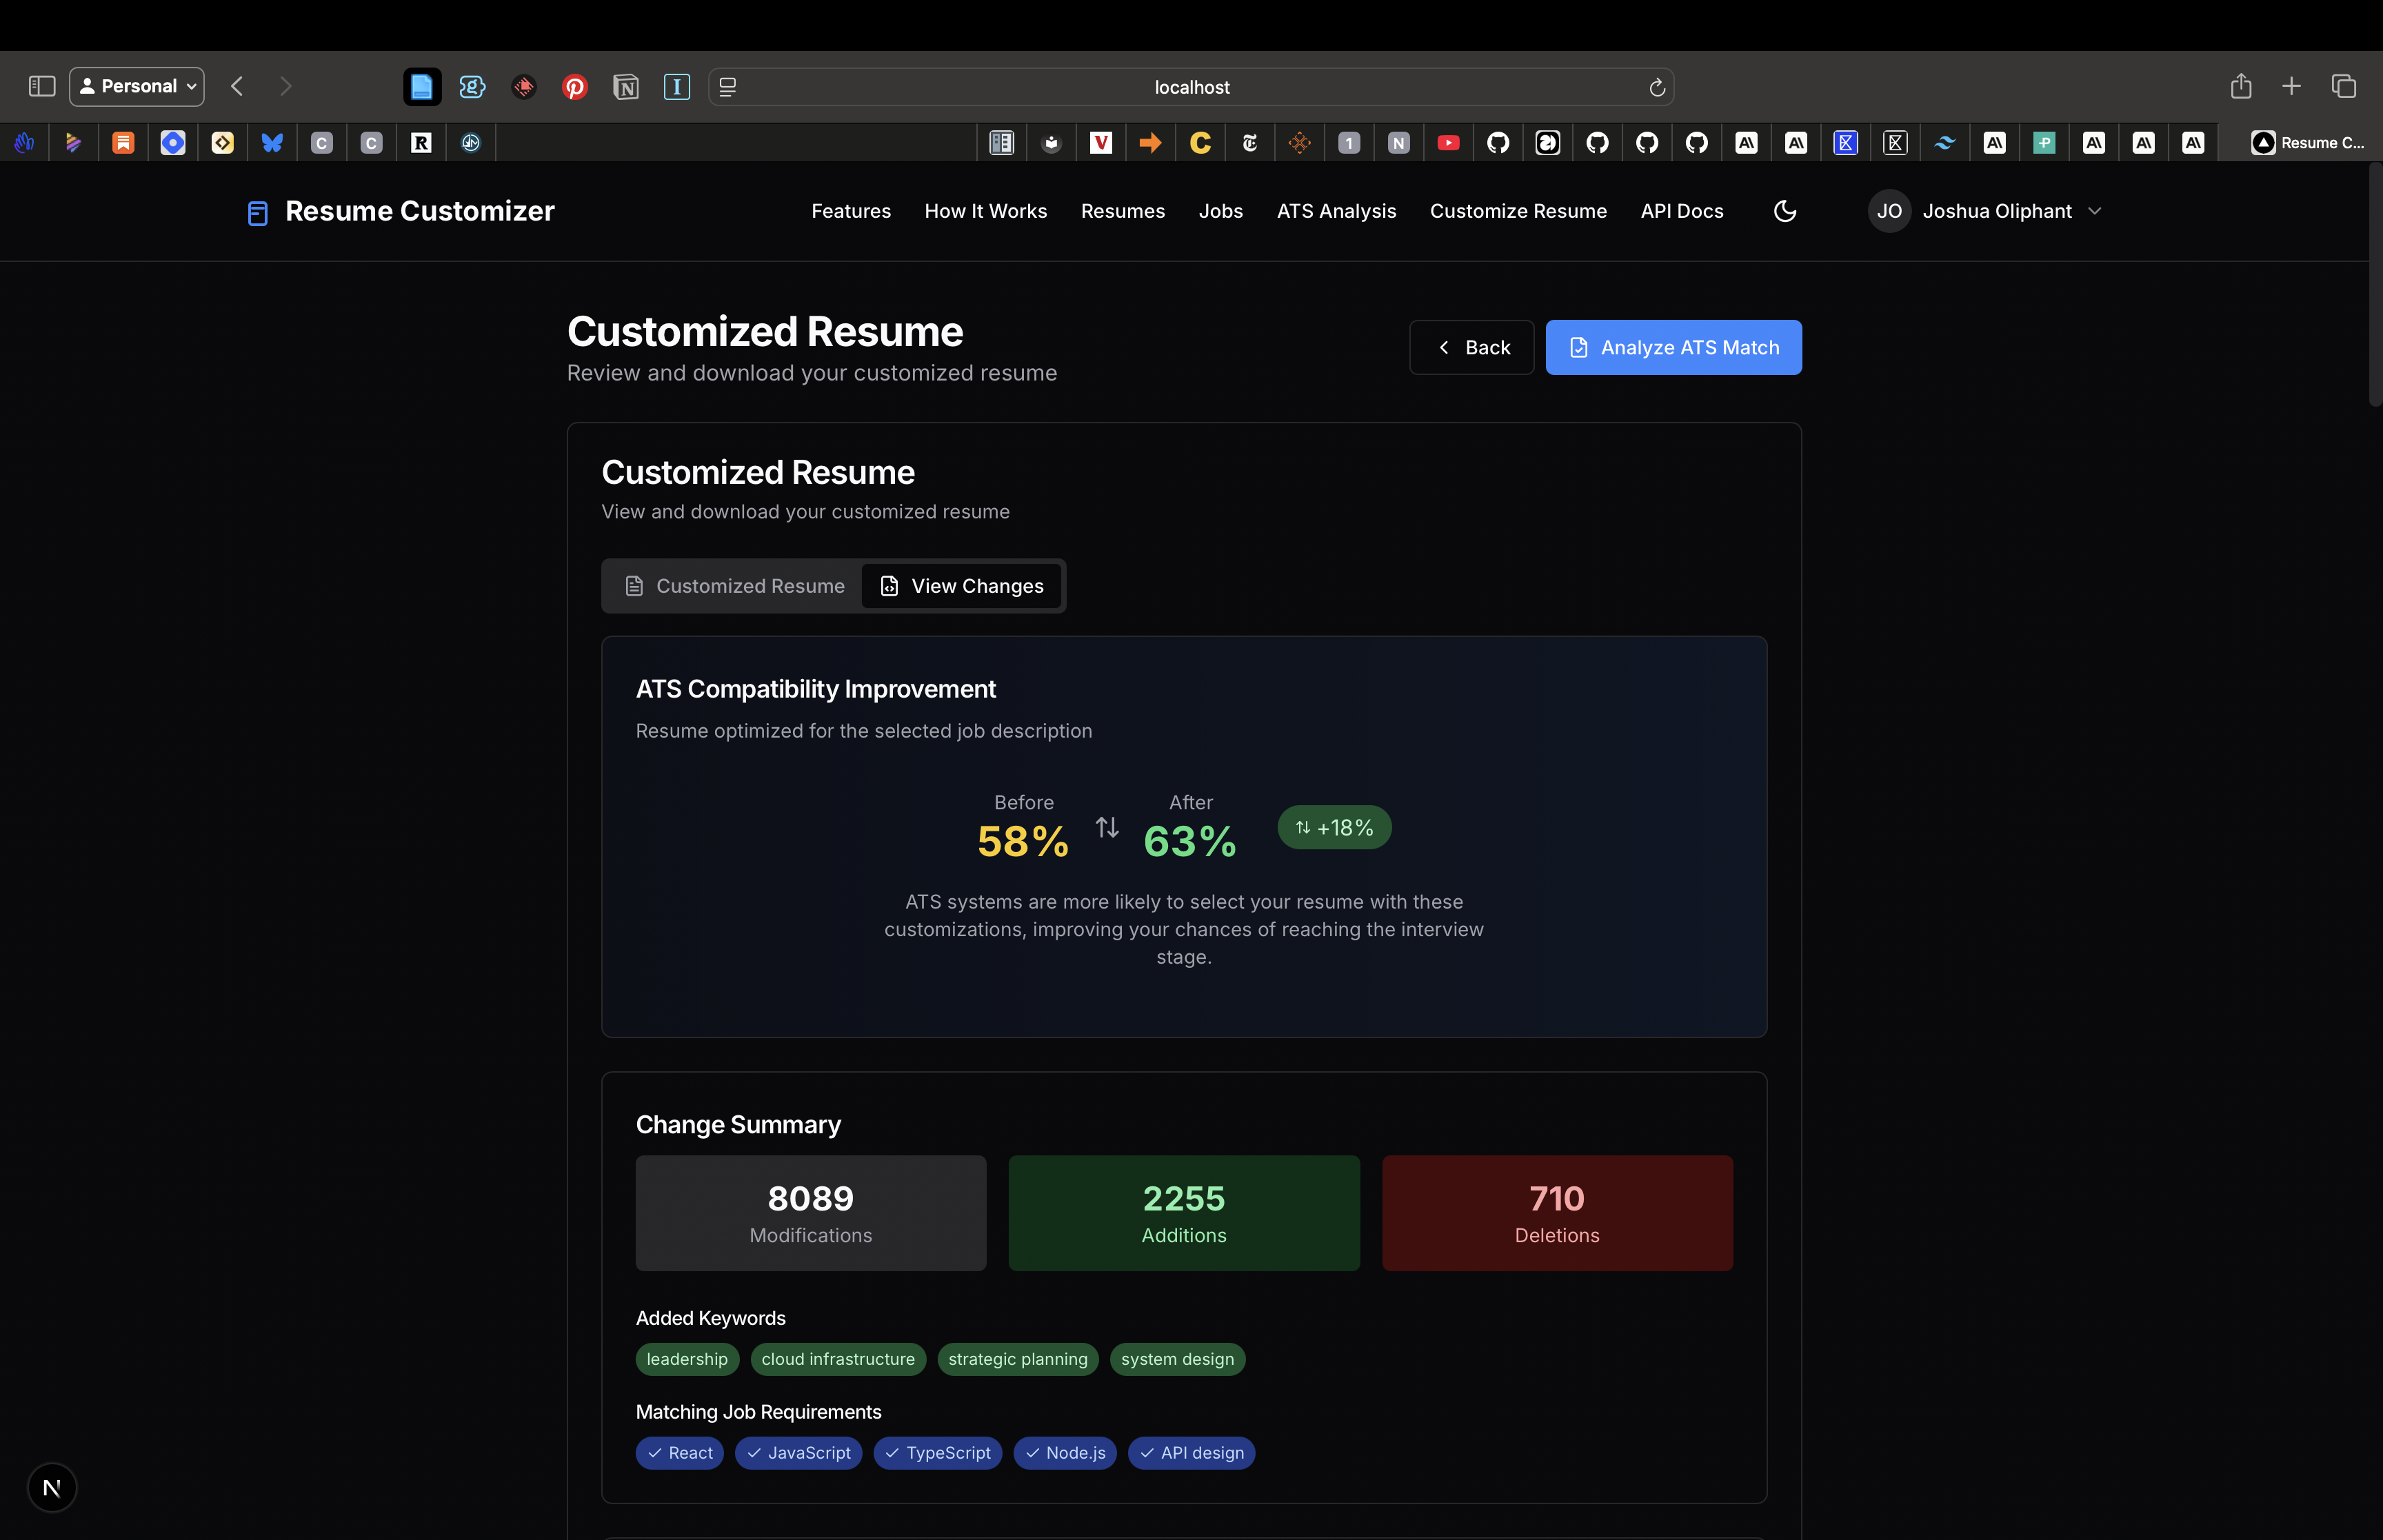 Personal
localhost
Resume C...
Resume Customizer
Features
How It Works
Resumes
Jobs
ATS Analysis
Customize Resume
API Docs
JO
Joshua Oliphant
Customized Resume
Review and download your customized resume
Back
Analyze ATS Match
Customized Resume
View and download your customized resume
Customized Resume
View Changes
ATS Compatibility Improvement
Resume optimized for the selected job description
Before
58%
After
63%
+18%
ATS systems are more likely to select your resume with these
customizations, improving your chances of reaching the interview
stage.
Change Summary
8089
Modifications
2255
Additions
710
Deletions
Added Keywords
leadership
cloud infrastructure
strategic planning
system design
Matching Job Requirements
React
JavaScript
TypeScript
Node.js
API design
N